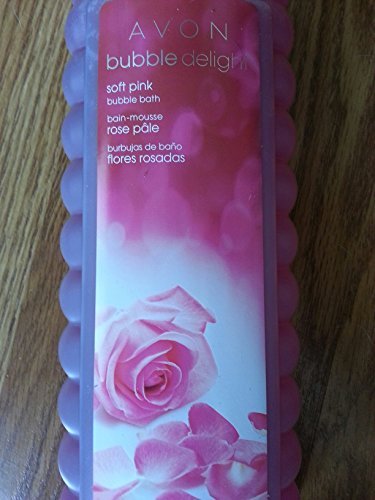 AVON
bubble delight
soft pink
bubble bath
bain-mousse
rose pâle
burbujas de baño
flores rosadas